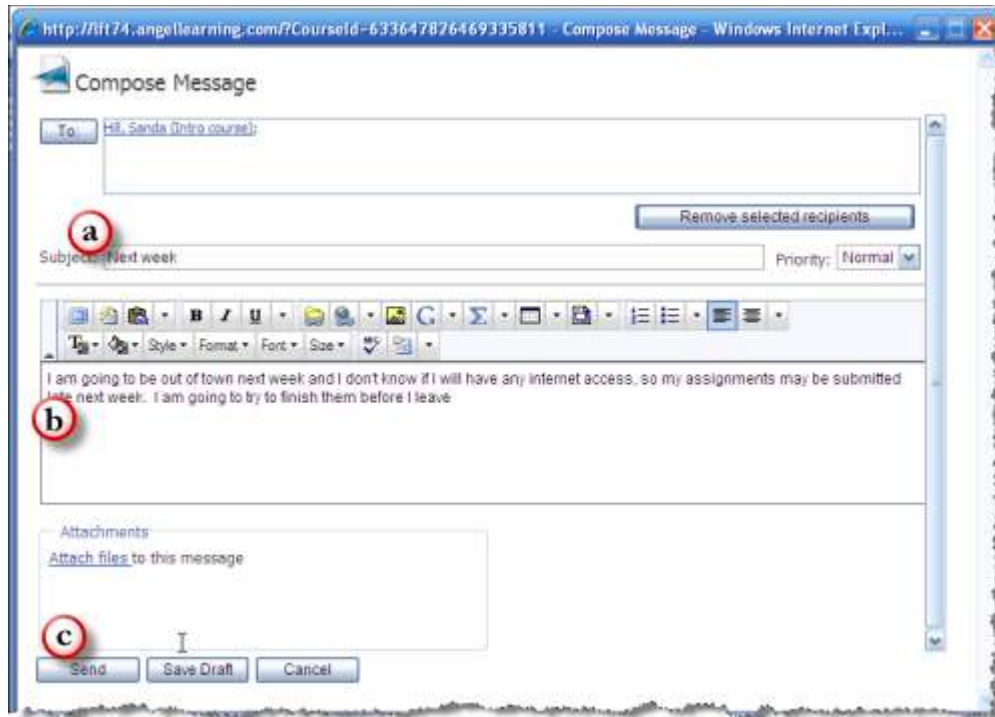 http://lift74.angellearning.com/?CourseId=633647826469335811 - Compose Message - Windows Internet Expl...
Compose Message
To Hill, Sanda (Intro course);
Remove selected recipients
a
Subject: Next week Priority: Normal
B I U
Style Format Font Size
I am going to be out of town next week and I don't know if I will have any internet access, so my assignments may be submitted
late next week. I am going to try to finish them before I leave
b
Attachments
Attach files to this message
c
Send Save Draft Cancel